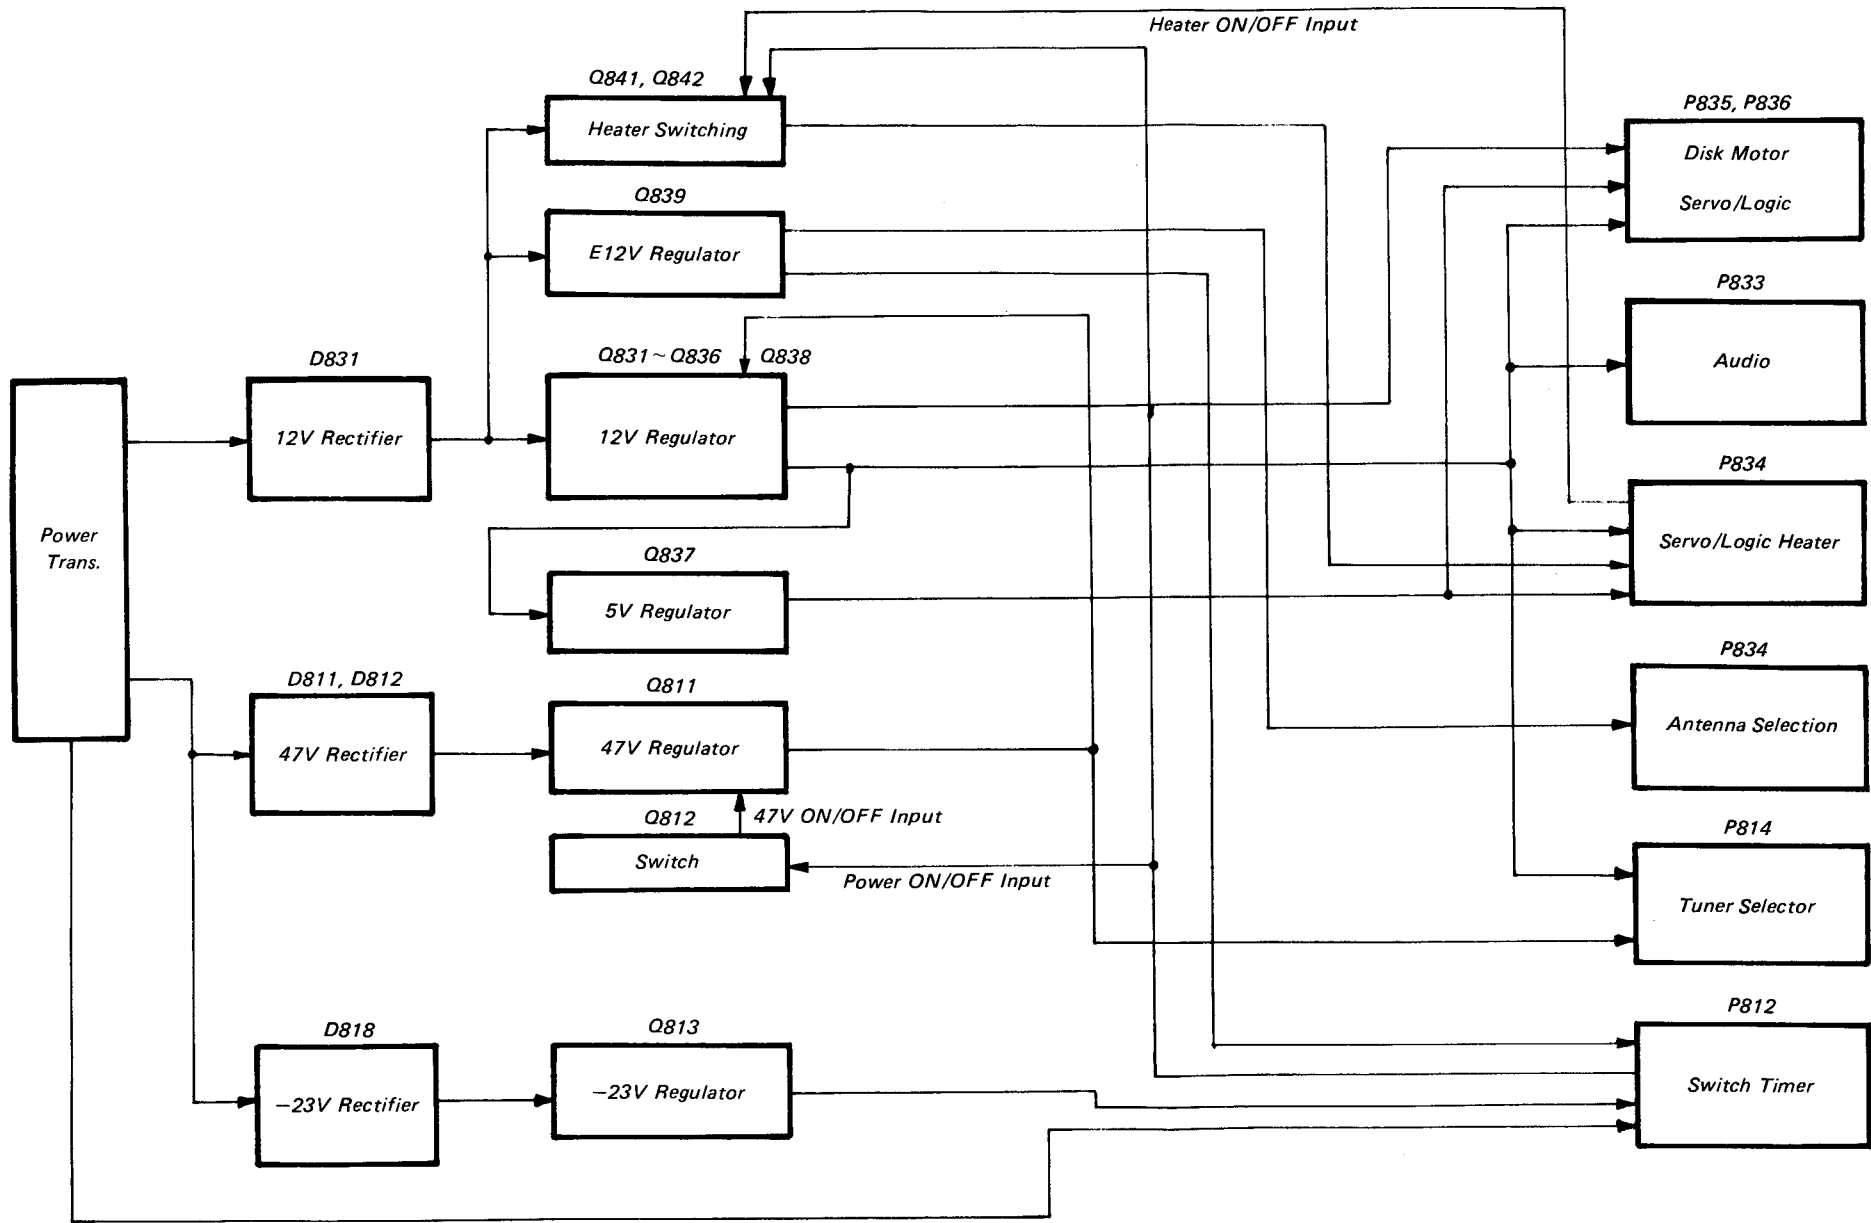 Heater ON/OFF Input
Q841, Q842
Heater Switching
P835, P836
Disk Motor
Servo/Logic
Q839
E12V Regulator
P833
Audio
D831
12V Rectifier
Q831~Q836
Q838
12V Regulator
P834
Servo/Logic Heater
Power
Trans.
Q837
5V Regulator
P834
Antenna Selection
D811, D812
47V Rectifier
Q811
47V Regulator
47V ON/OFF Input
Q812
Switch
Power ON/OFF Input
P814
Tuner Selector
D818
−23V Rectifier
Q813
−23V Regulator
P812
Switch Timer